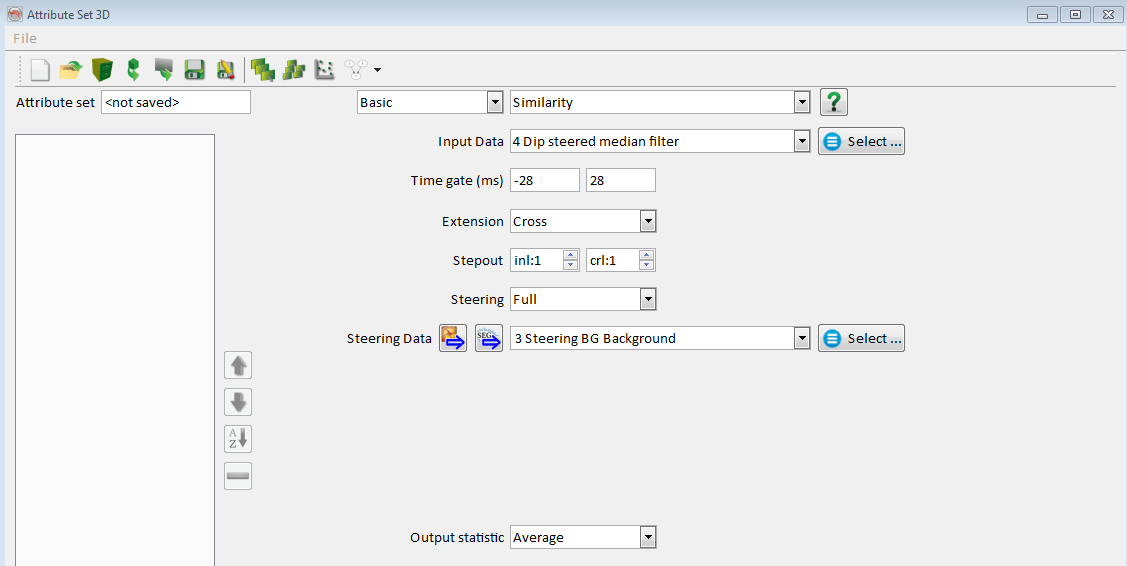 Attribute Set 3D
File
Attribute set <not saved> Basic Similarity ?
Input Data 4 Dip steered median filter Select ...
Time gate (ms) -28 28
Extension Cross
Stepout inl:1 crl:1
Steering Full
Steering Data SEG 3 Steering BG Background Select ...
A
Z
Output statistic Average